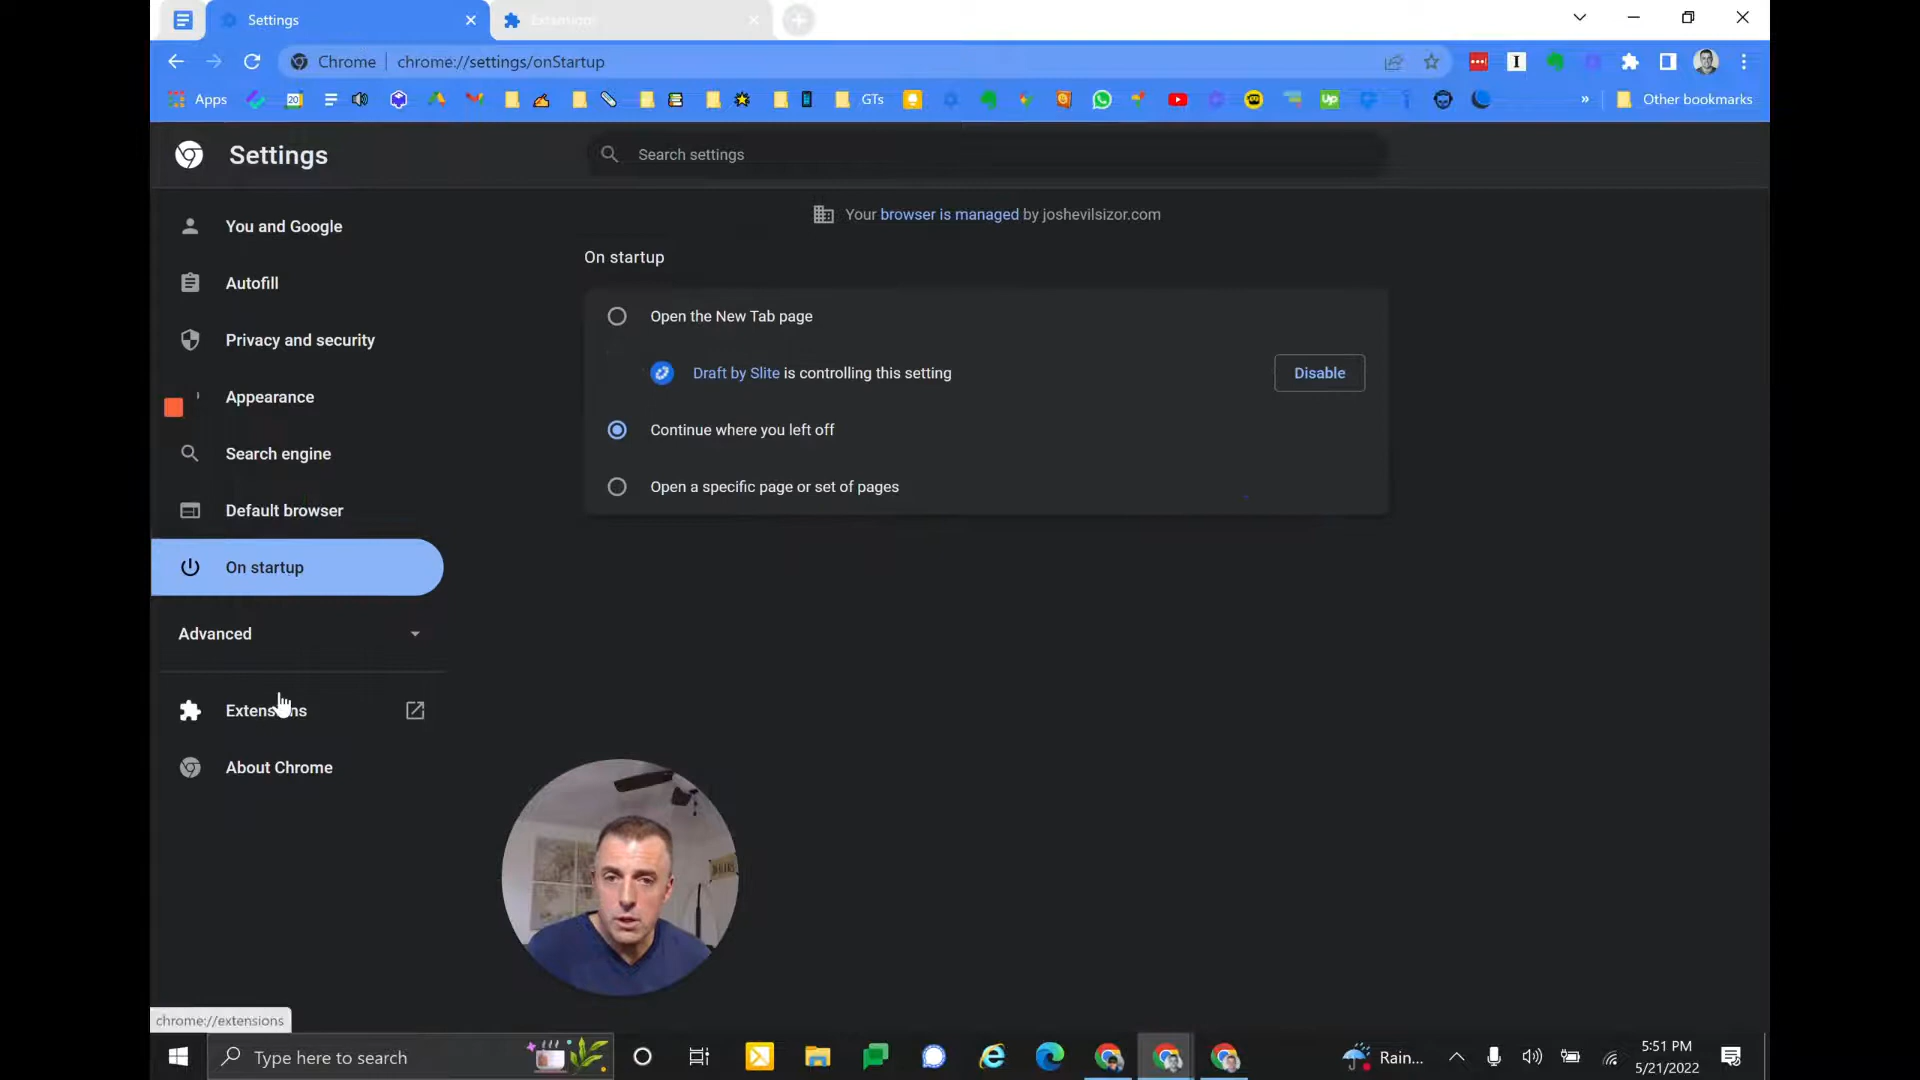 Settings
Extensions
Chrome
chrome://settings/onStartup
Apps
GTs
Up
»
Other bookmarks
Settings
Search settings
Your browser is managed by joshevilsizor.com
You and Google
Autofill
Privacy and security
Appearance
Search engine
Default browser
On startup
Advanced
Extensions
About Chrome
On startup
Open the New Tab page
Draft by Slite is controlling this setting
Disable
Continue where you left off
Open a specific page or set of pages
chrome://extensions
Type here to search
Rain...
5:51 PM
5/21/2022